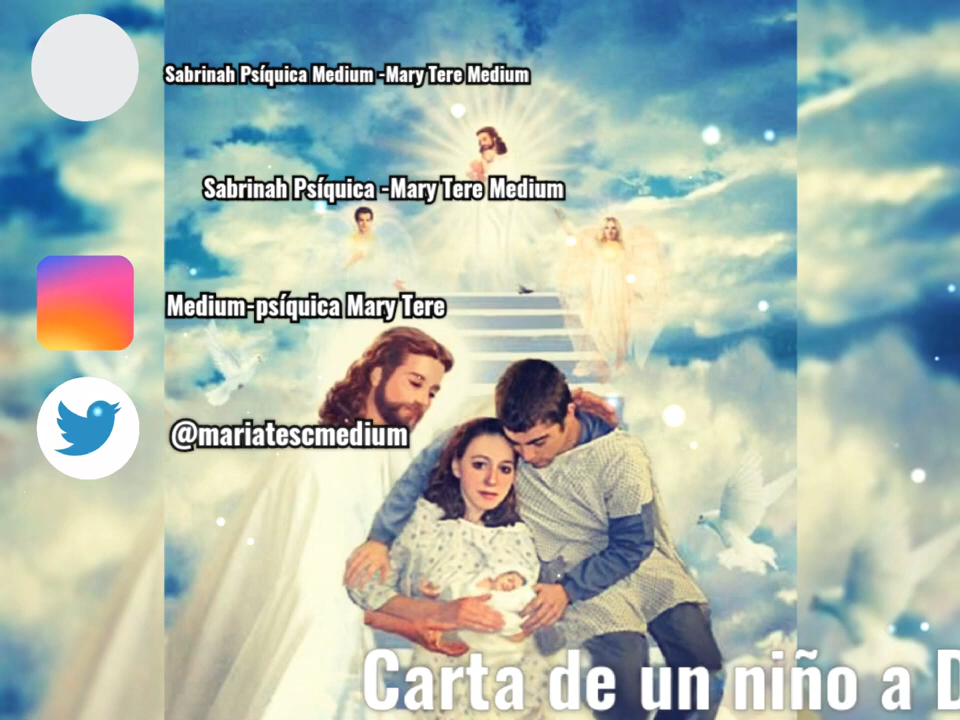 Sabrinah Psíquica Medium -Mary Tere Medium
Sabrinah Psíquica -Mary Tere Medium
Medium-psíquica Mary Tere
@mariatescmedium
Carta de un niño a